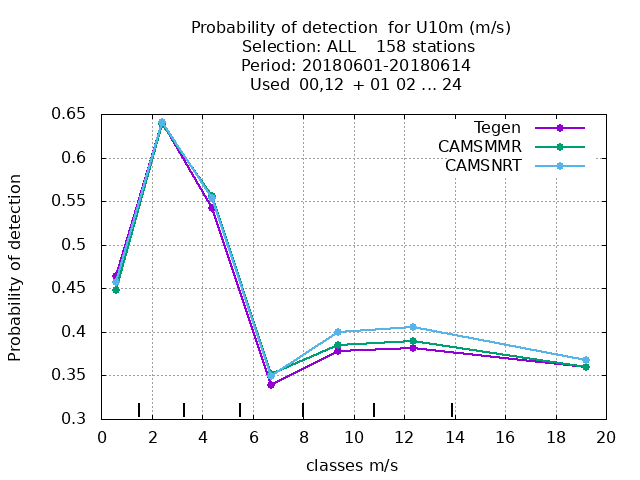 Probability of detection  for U10m (m/s)
Selection: ALL    158 stations
Period: 20180601-20180614
Used  00,12  + 01 02 ... 24
Probability of detection
0.65
0.6
0.55
0.5
0.45
0.4
0.35
0.3
Tegen
CAMSMMR
CAMSNRT
0 2 4 6 8 10 12 14 16 18 20
classes m/s